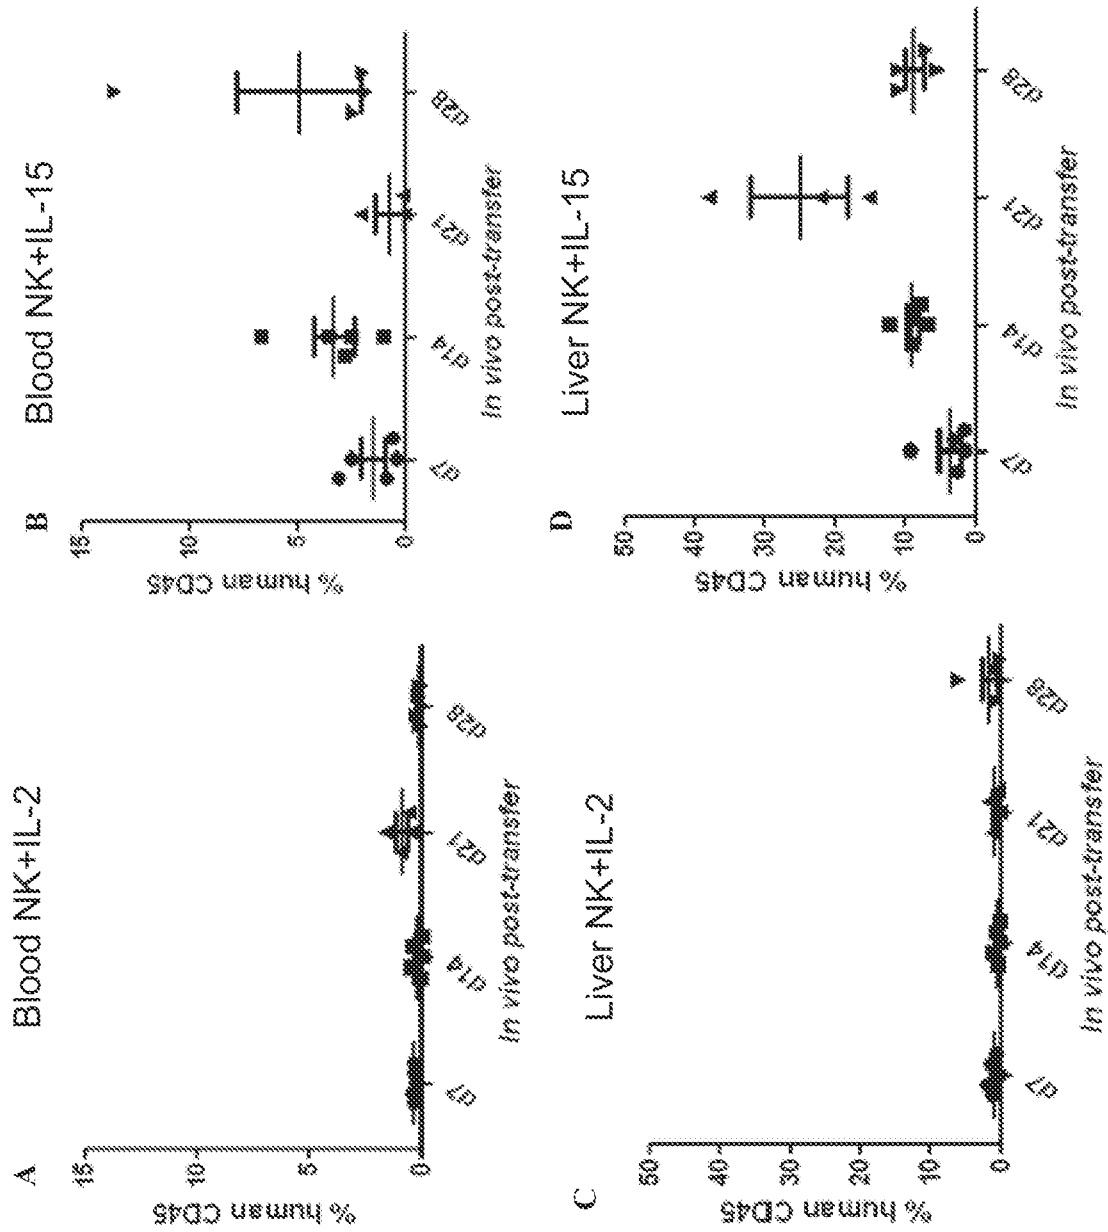 A
Blood NK+IL-2
% human CD45
15
10
5
0
d7
d14
d21
d28
In vivo post-transfer
B
Blood NK+IL-15
% human CD45
15
10
5
0
d7
d14
d21
d28
In vivo post-transfer
C
Liver NK+IL-2
% human CD45
50
40
30
20
10
0
d7
d14
d21
d28
In vivo post-transfer
D
Liver NK+IL-15
% human CD45
50
40
30
20
10
0
d7
d14
d21
d28
In vivo post-transfer